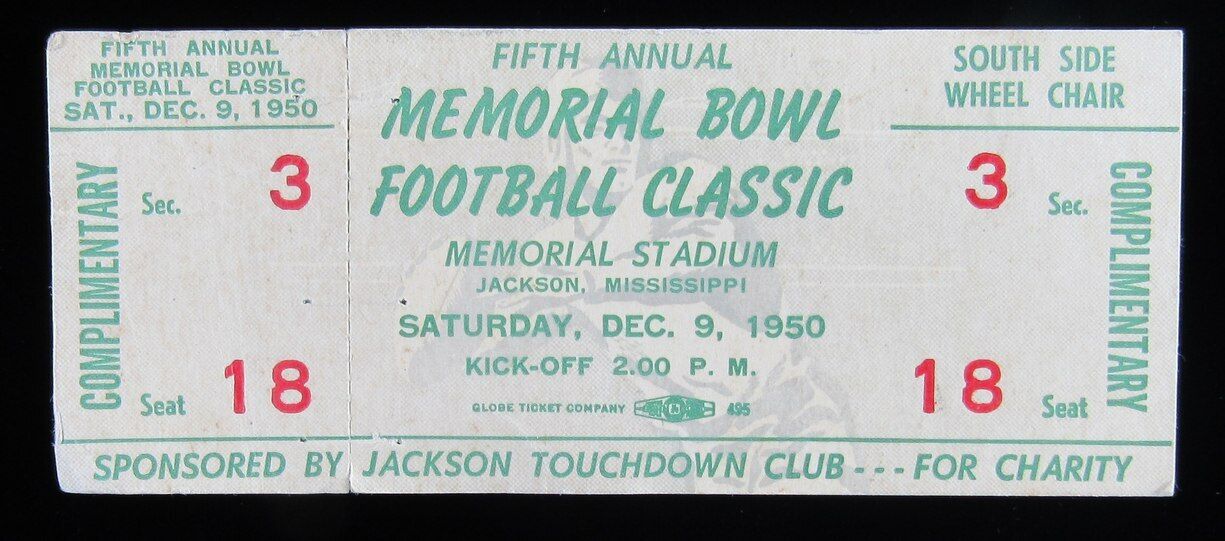 FIFTH ANNUAL
MEMORIAL BOWL
FOOTBALL CLASSIC
SAT., DEC. 9, 1950
COMPLIMENTARY
Sec. 3
Seat 18
FIFTH ANNUAL
MEMORIAL BOWL
FOOTBALL CLASSIC
MEMORIAL STADIUM
JACKSON, MISSISSIPPI
SATURDAY, DEC. 9, 1950
KICK-OFF 2.00 P. M.
GLOBE TICKET COMPANY 495
SOUTH SIDE
WHEEL CHAIR
3 Sec.
18 Seat
COMPLIMENTARY
SPONSORED BY JACKSON TOUCHDOWN CLUB --- FOR CHARITY